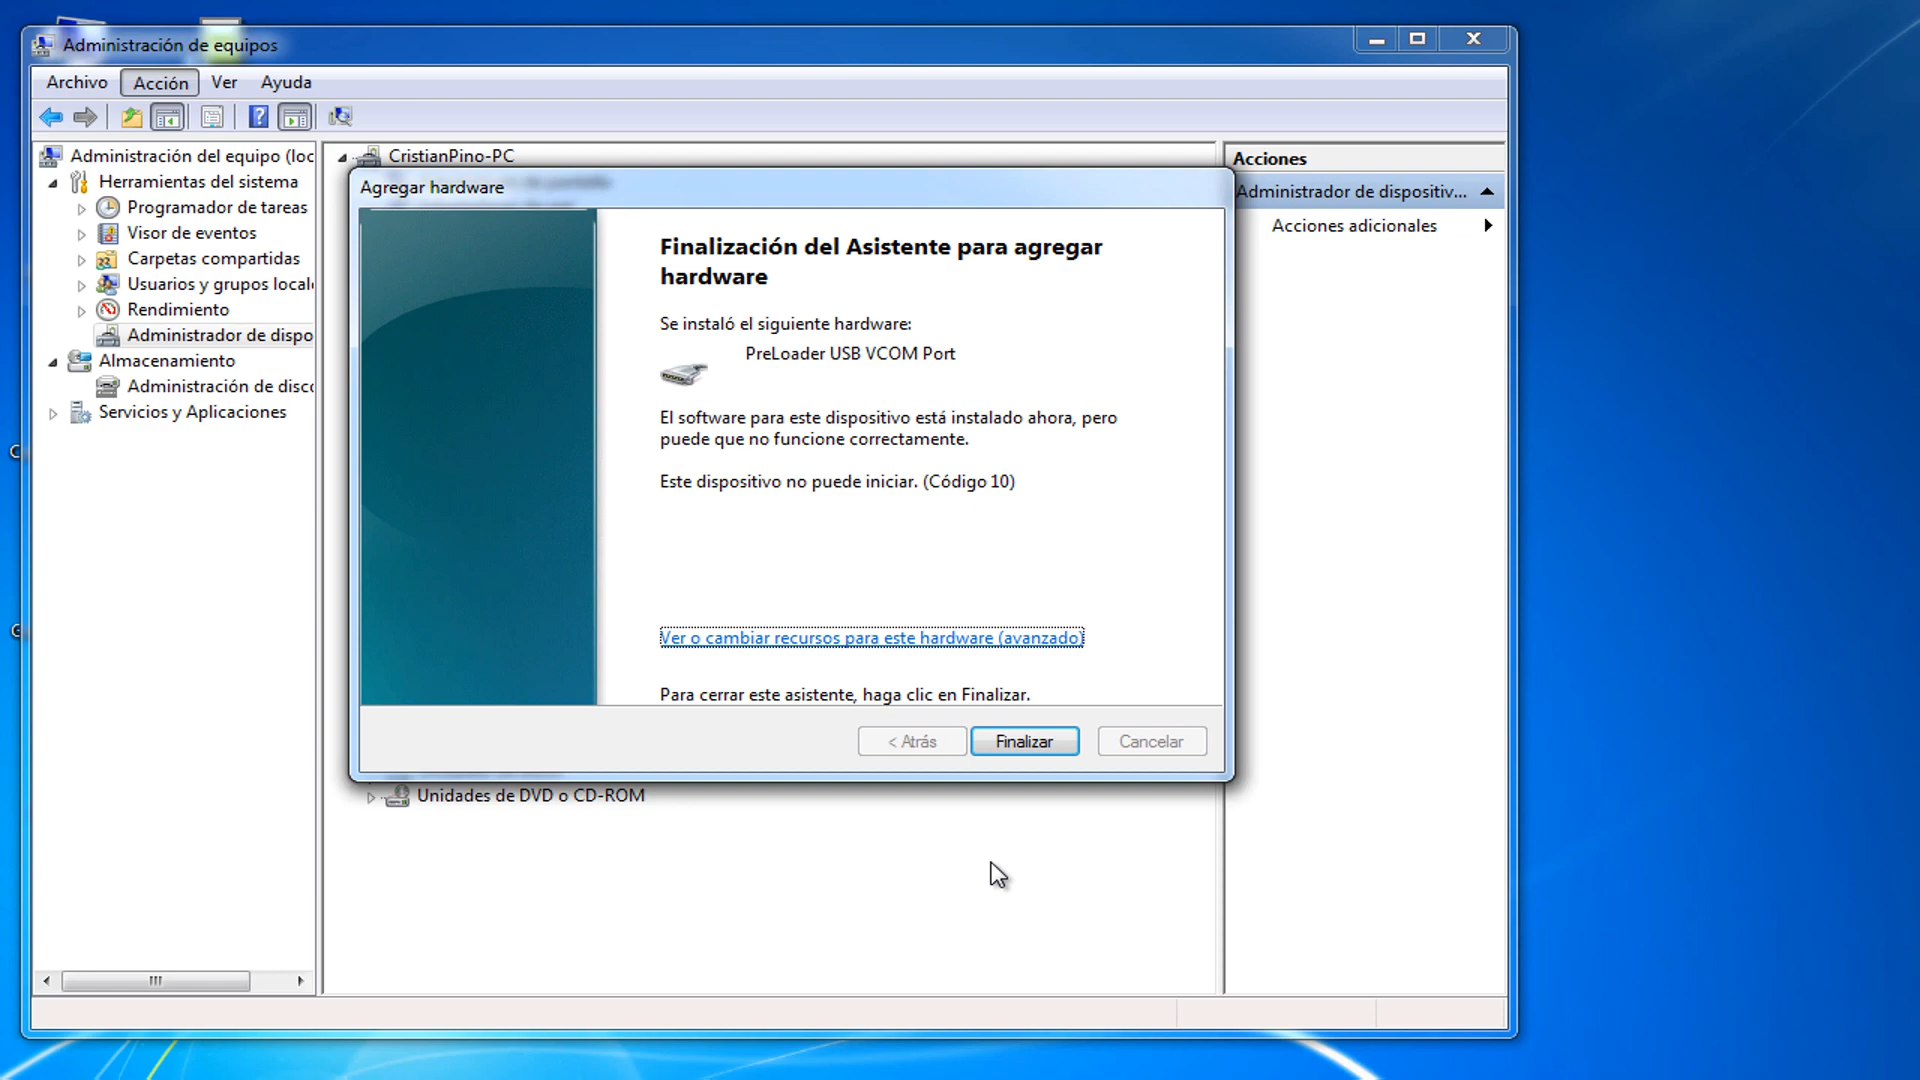 Administración de equipos
Archivo Acción Ver Ayuda
Administración del equipo (loc
Herramientas del sistema
Programador de tareas
Visor de eventos
Carpetas compartidas
Usuarios y grupos local
Rendimiento
Administrador de dispo
Almacenamiento
Administración de disc
Servicios y Aplicaciones
CristianPino-PC
Agregar hardware
Finalización del Asistente para agregar
hardware
Se instaló el siguiente hardware:
PreLoader USB VCOM Port
El software para este dispositivo está instalado ahora, pero
puede que no funcione correctamente.
Este dispositivo no puede iniciar. (Código 10)
Ver o cambiar recursos para este hardware (avanzado)
Para cerrar este asistente, haga clic en Finalizar.
< Atrás Finalizar Cancelar
Unidades de DVD o CD-ROM
Acciones
Administrador de dispositiv...
Acciones adicionales